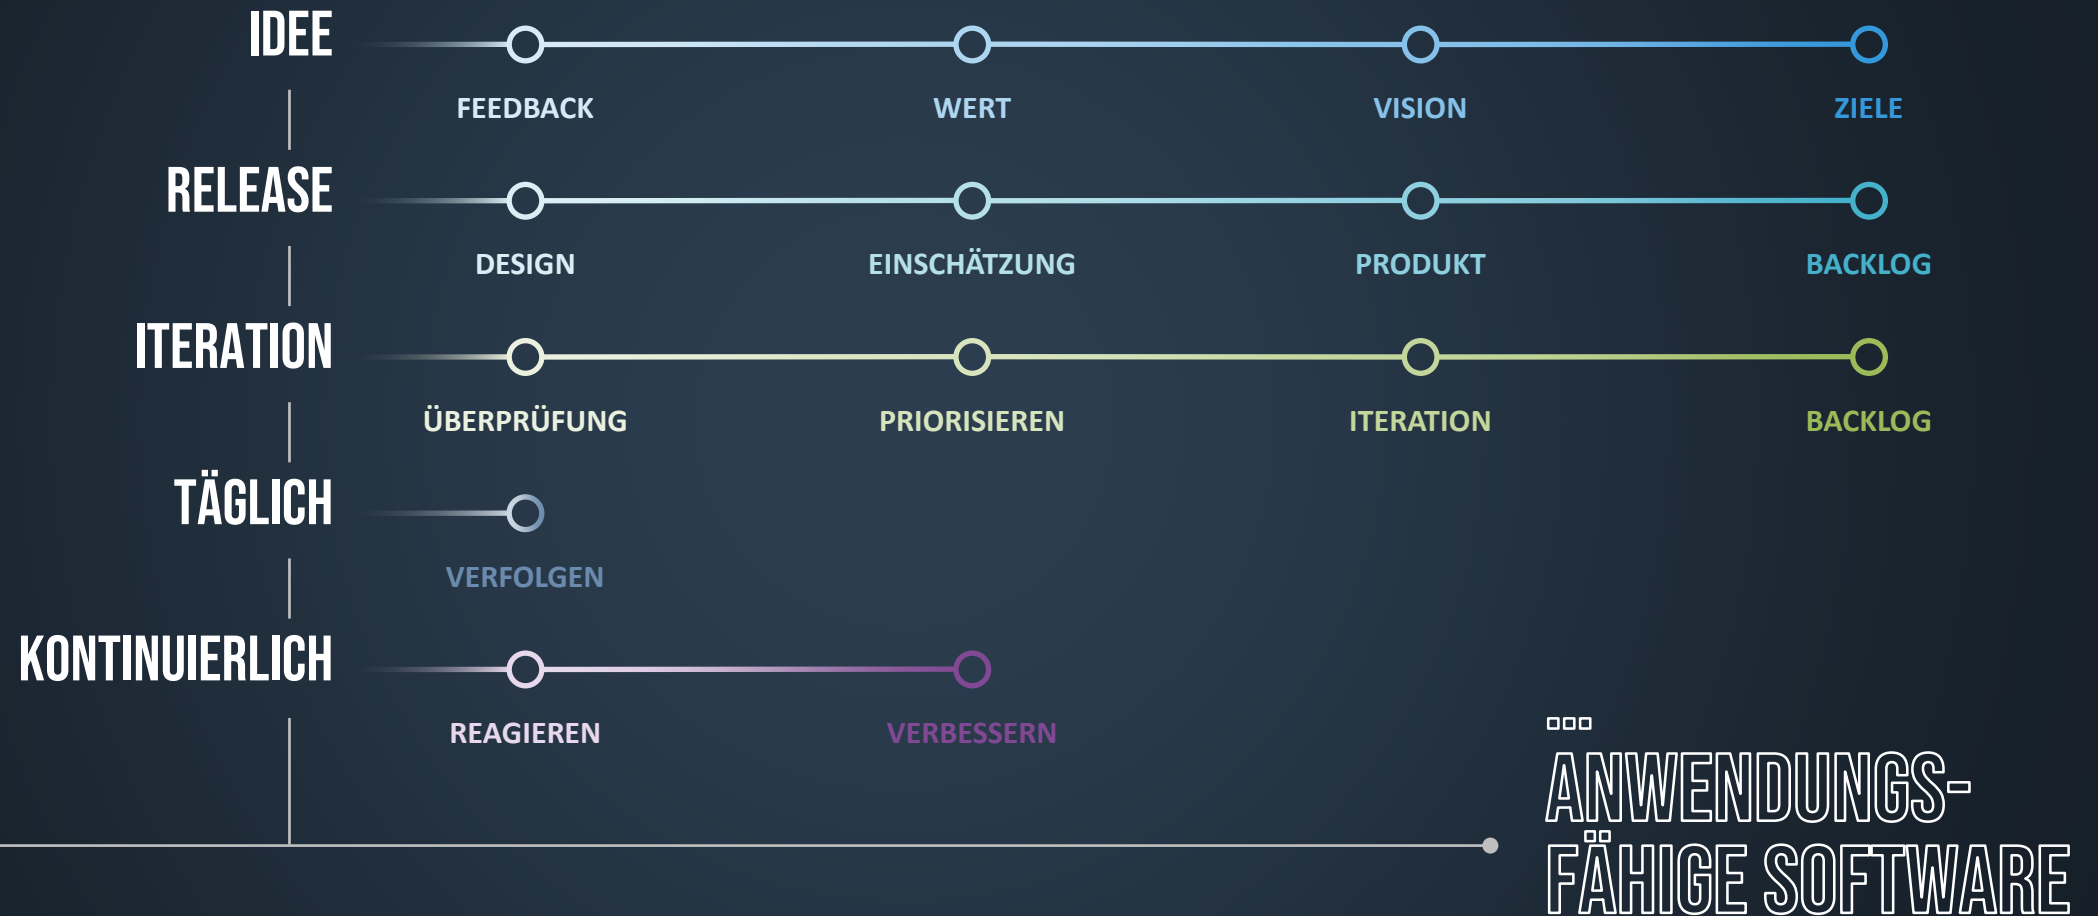 IDEE
FEEDBACK WERT VISION ZIELE
RELEASE
DESIGN EINSCHÄTZUNG PRODUKT BACKLOG
ITERATION
ÜBERPRÜFUNG PRIORISIEREN ITERATION BACKLOG
TÄGLICH
VERFOLGEN
KONTINUIERLICH
REAGIEREN VERBESSERN
...
ANWENDUNGS-
FÄHIGE SOFTWARE